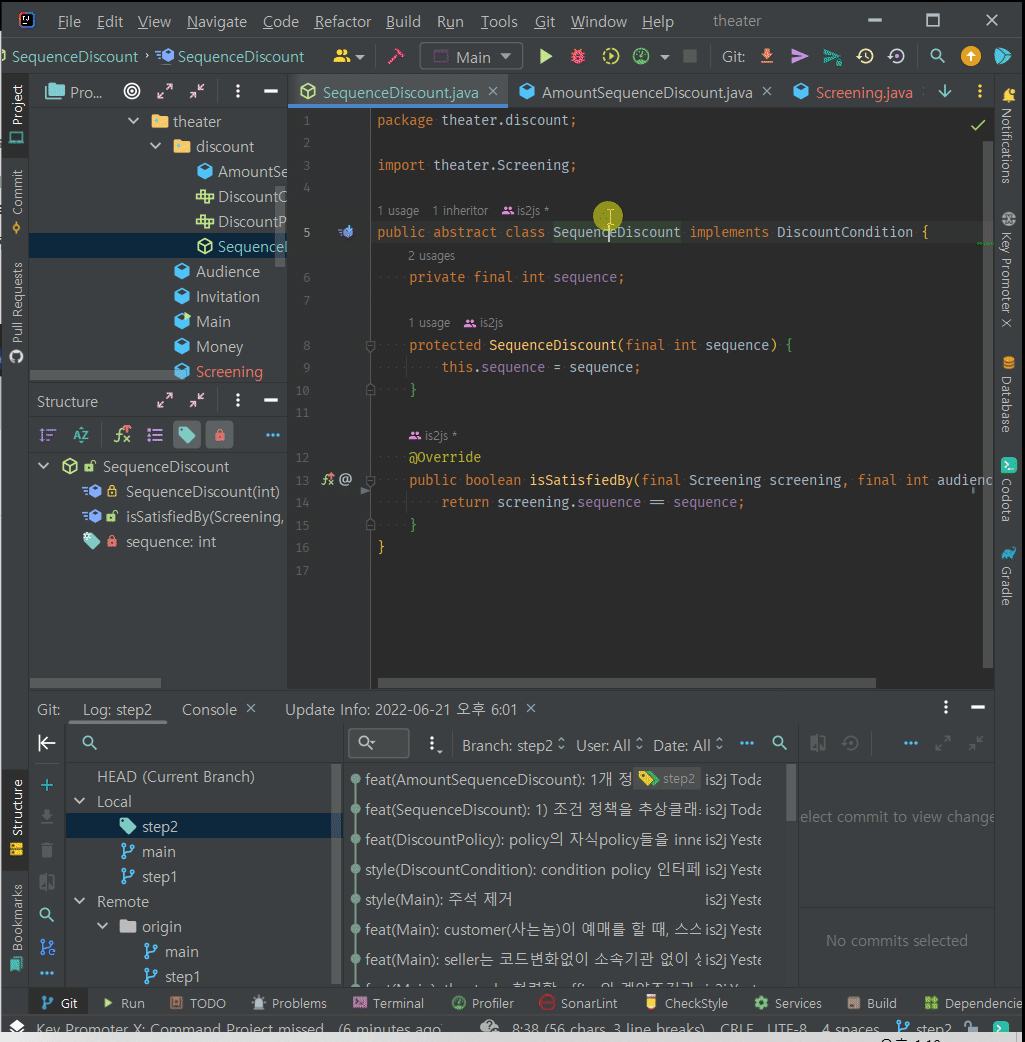 File Edit View Navigate Code Refactor Build Run Tools Git Window Help theater
SequenceDiscount › SequenceDiscount Main Git:
Project
Commit
Pull Requests
Structure
Bookmarks
Pro...
theater
discount
AmountSe
DiscountC
DiscountP
SequenceD
Audience
Invitation
Main
Money
Screening
Structure
SequenceDiscount
SequenceDiscount(int)
isSatisfiedBy(Screening,
sequence: int
SequenceDiscount.java AmountSequenceDiscount.java Screening.java
1 package theater.discount;
2
3 import theater.Screening;
4
1 usage 1 inheritor is2js *
5 public abstract class SequenceDiscount implements DiscountCondition {
2 usages
6 private final int sequence;
7
1 usage is2js
8 protected SequenceDiscount(final int sequence) {
9 this.sequence = sequence;
10 }
11
is2js *
12 @Override
13 public boolean isSatisfiedBy(final Screening screening, final int audienc
14 return screening.sequence == sequence;
15 }
16 }
17
Notifications
Key Promoter X
Database
Codota
Gradle
Git: Log: step2 Console Update Info: 2022-06-21 오후 6:01
HEAD (Current Branch)
Local
step2
main
step1
Remote
origin
main
step1
Branch: step2 User: All Date: All
feat(AmountSequenceDiscount): 1개 정 step2 is2j Toda
feat(SequenceDiscount): 1) 조건 정책을 추상클래 is2j Toda
feat(DiscountPolicy): policy의 자식policy들을 inne is2j Yeste
style(DiscountCondition): condition policy 인터페 is2j Yeste
style(Main): 주석 제거 is2j Yeste
feat(Main): customer(사는놈)이 예매를 할 때, 스스 is2j Yeste
feat(Main): seller는 코드변화없이 소속기관 없이 is2j Yeste
elect commit to view change
No commits selected
Git Run TODO Problems Terminal Profiler SonarLint CheckStyle Services Build Dependencie
Key Promoter X: Command Project missed (6 minutes ago) 8:38 (56 chars, 3 line breaks) CRLF UTF-8 4 spaces step2